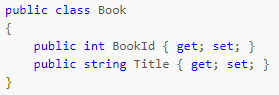 public class Book
{
    public int BookId { get; set; }
    public string Title { get; set; }
}